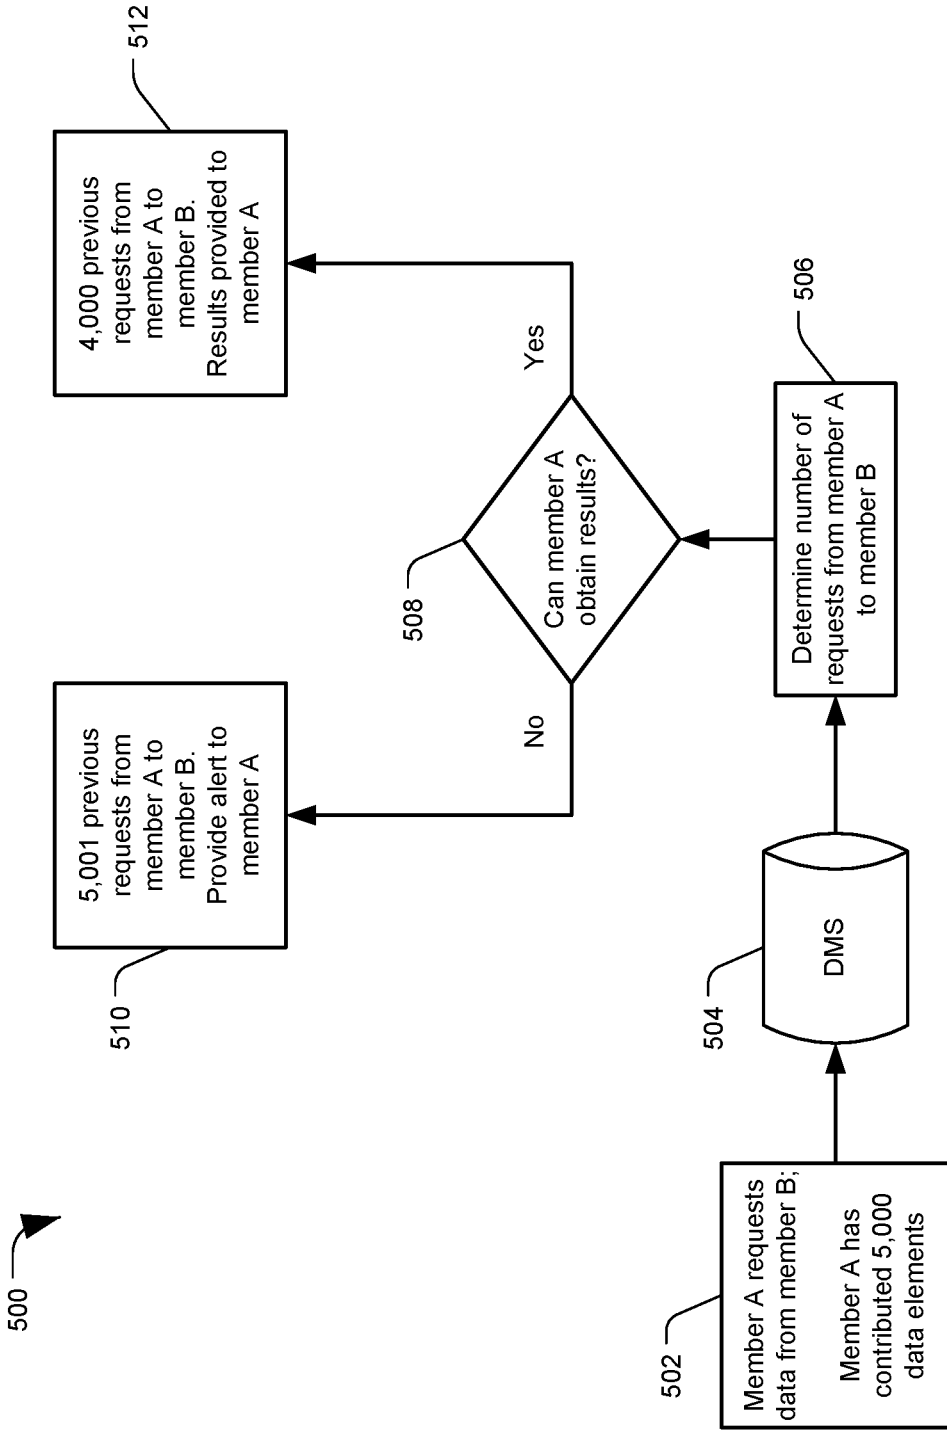 500
502
Member A requests
data from member B;
Member A has
contributed 5,000
data elements
504
DMS
506
Determine number of
requests from member A
to member B
508
Can member A
obtain results?
No
Yes
510
5,001 previous
requests from
member A to
member B.
Provide alert to
member A
512
4,000 previous
requests from
member A to
member B.
Results provided to
member A